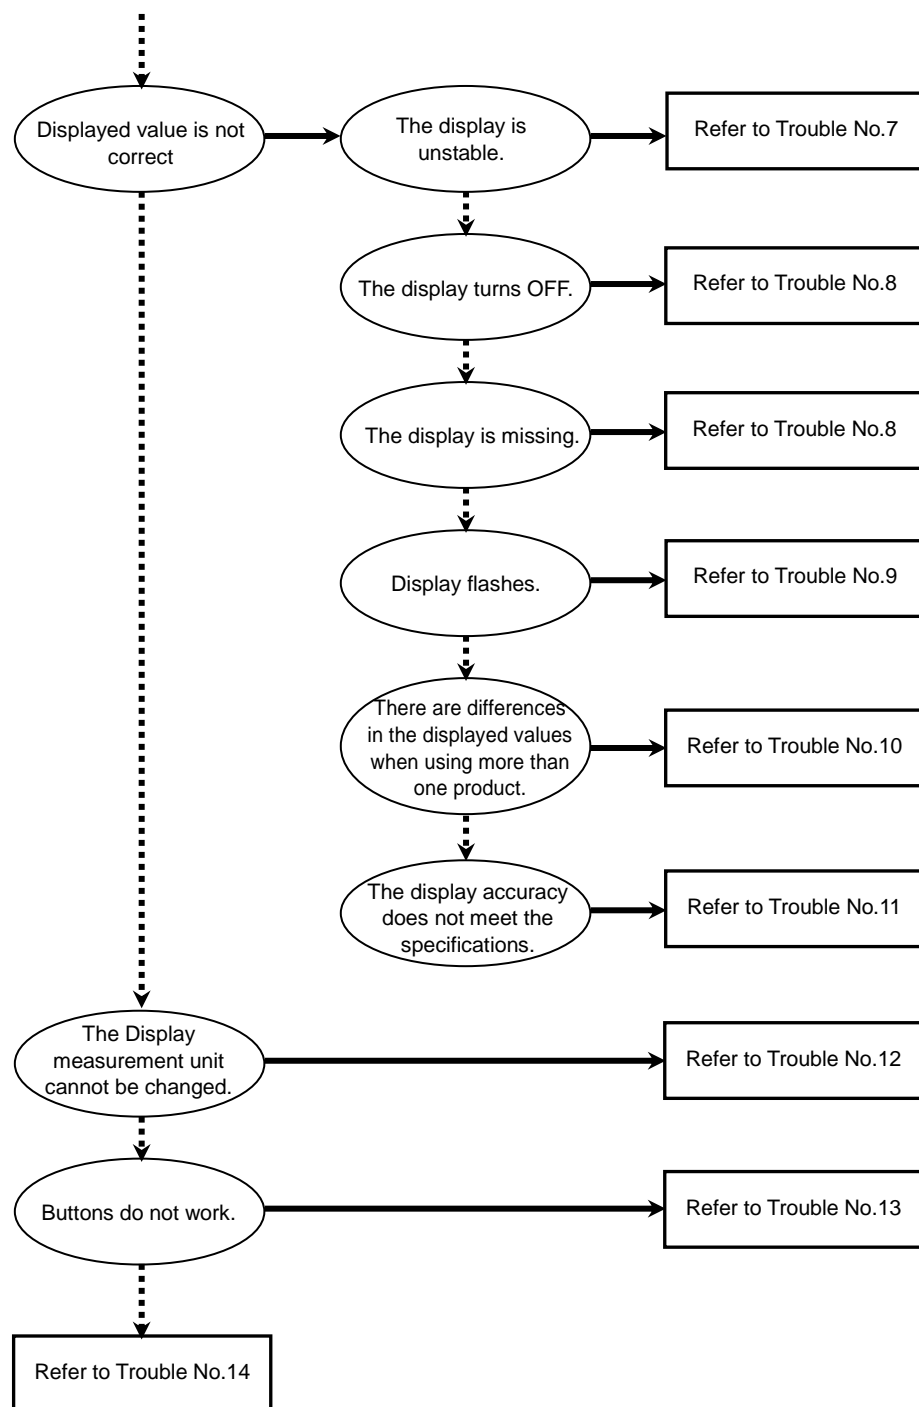 Displayed value is not
correct
The display is
unstable.
Refer to Trouble No.7
The display turns OFF.
Refer to Trouble No.8
The display is missing.
Refer to Trouble No.8
Display flashes.
Refer to Trouble No.9
There are differences
in the displayed values
when using more than
one product.
Refer to Trouble No.10
The display accuracy
does not meet the
specifications.
Refer to Trouble No.11
The Display
measurement unit
cannot be changed.
Refer to Trouble No.12
Buttons do not work.
Refer to Trouble No.13
Refer to Trouble No.14